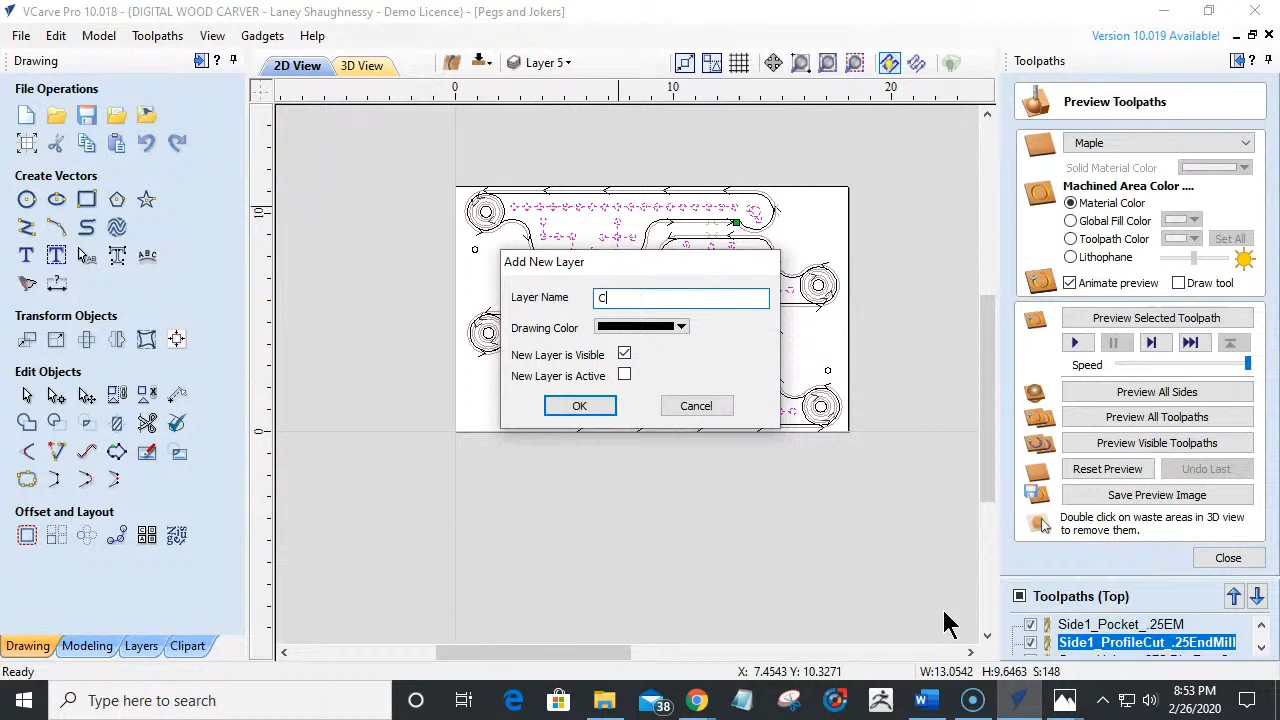 VCarve Pro 10.018 - {DIGITAL WOOD CARVER - Laney Shaughnessy - Demo Licence} - [Pegs and Jokers]
File Edit Model Toolpaths View Gadgets Help
Version 10.019 Available!
Drawing
2D View
3D View
Layer 5
Toolpaths
File Operations
Create Vectors
Transform Objects
Edit Objects
Offset and Layout
0 10 20
10
0
Add New Layer
Layer Name
C
Drawing Color
New Layer is Visible
New Layer is Active
OK
Cancel
Preview Toolpaths
Maple
Solid Material Color
Machined Area Color ....
Material Color
Global Fill Color
Toolpath Color
Set All
Lithophane
Animate preview
Draw tool
Preview Selected Toolpath
Speed
Preview All Sides
Preview All Toolpaths
Preview Visible Toolpaths
Reset Preview
Undo Last
Save Preview Image
Double click on waste areas in 3D view
to remove them.
Close
Toolpaths (Top)
Side1_Pocket_.25EM
Side1_ProfileCut_.25EndMill
Drawing Modeling Layers Clipart
Ready
X: 7.4543 Y: 10.3271
W:13.0542 H:9.6463 S:148
Type here to search
38
8:53 PM
2/26/2020